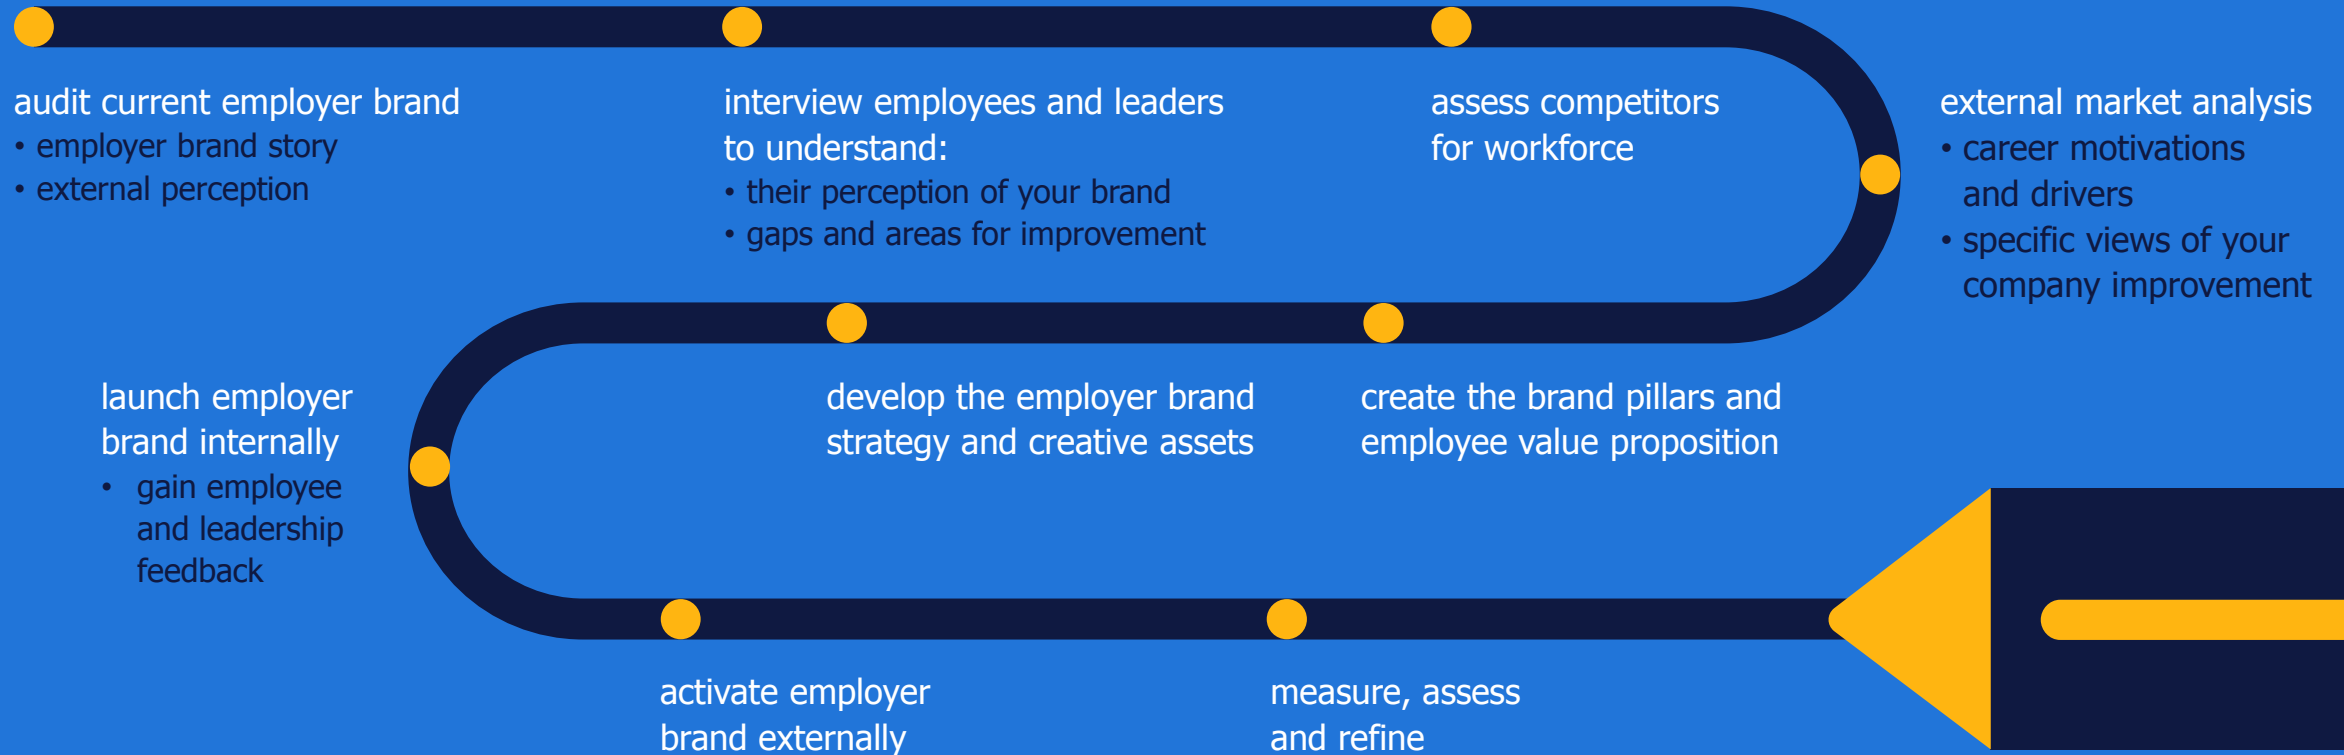 audit current employer brand
• employer brand story
• external perception
interview employees and leaders
to understand:
• their perception of your brand
• gaps and areas for improvement
assess competitors
for workforce
external market analysis
• career motivations
and drivers
• specific views of your
company improvement
create the brand pillars and
employee value proposition
develop the employer brand
strategy and creative assets
launch employer
brand internally
• gain employee
and leadership
feedback
activate employer
brand externally
measure, assess
and refine